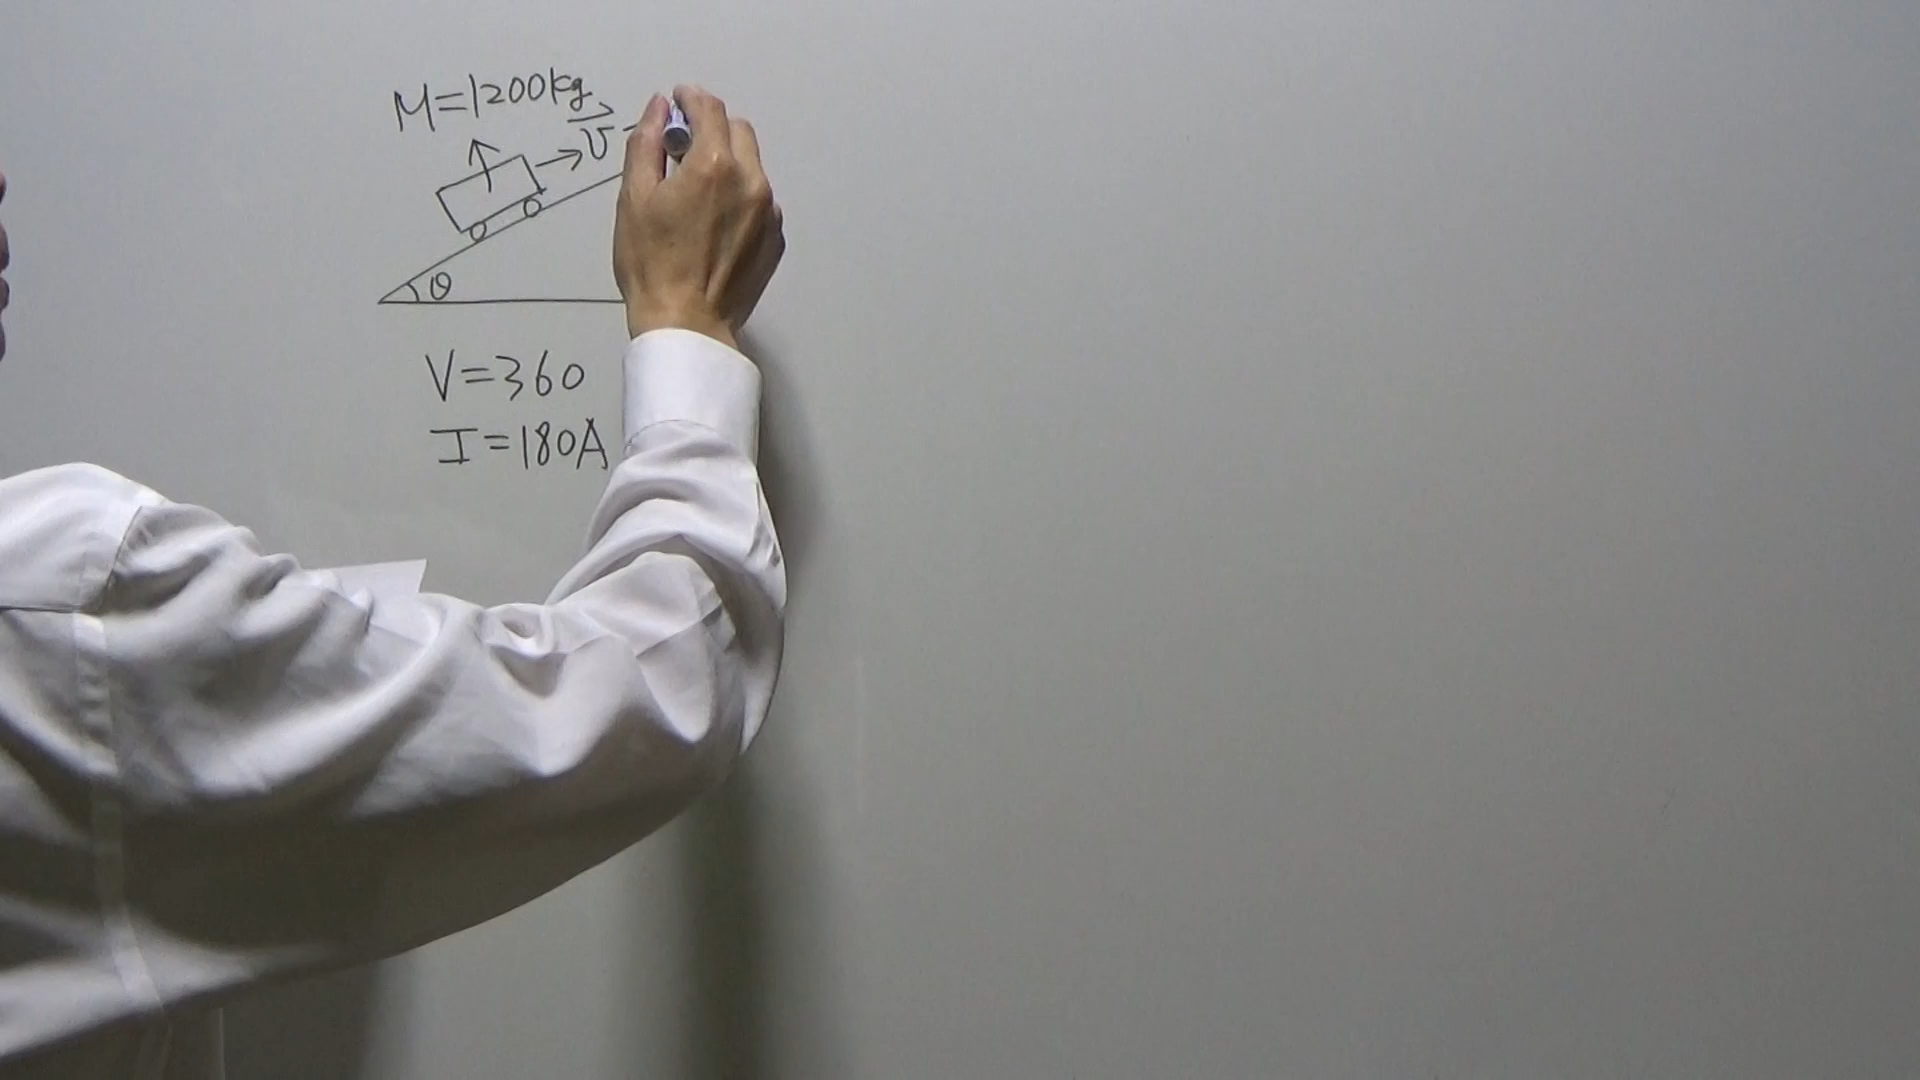 M=1200kg
v⃗ -
θ
V=360
I=180A